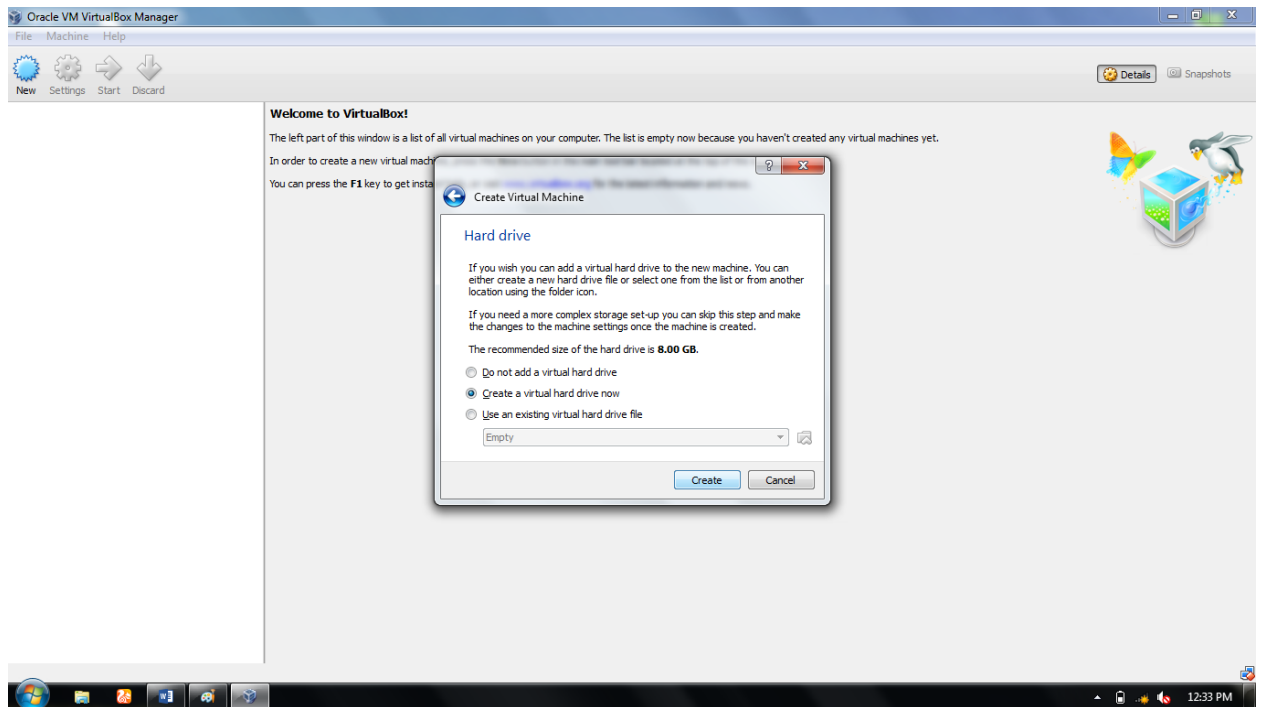 Oracle VM VirtualBox Manager
File Machine Help
New Settings Start Discard
Details Snapshots
Welcome to VirtualBox!
The left part of this window is a list of all virtual machines on your computer. The list is empty now because you haven't created any virtual machines yet.
In order to create a new virtual mach
You can press the F1 key to get insta
Create Virtual Machine
Hard drive
If you wish you can add a virtual hard drive to the new machine. You can
either create a new hard drive file or select one from the list or from another
location using the folder icon.
If you need a more complex storage set-up you can skip this step and make
the changes to the machine settings once the machine is created.
The recommended size of the hard drive is 8.00 GB.
Do not add a virtual hard drive
Create a virtual hard drive now
Use an existing virtual hard drive file
Empty
Create Cancel
12:33 PM